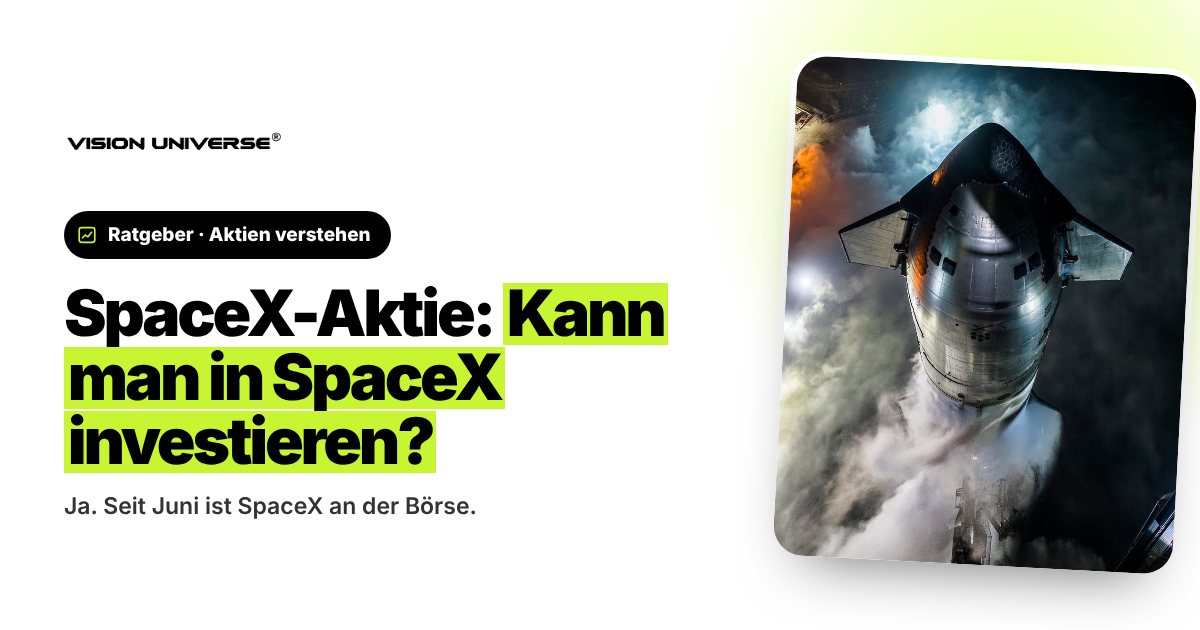 VISION UNIVERSE®
Ratgeber · Aktien verstehen
SpaceX-Aktie: Kann
man in SpaceX
investieren?
Ja. Seit Juni ist SpaceX an der Börse.